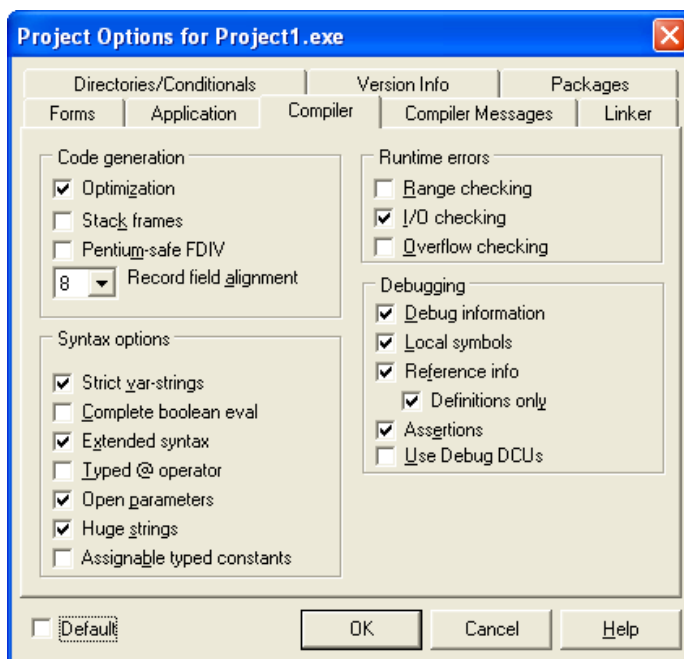 Project Options for Project1.exe
Directories/Conditionals Version Info Packages
Forms Application Compiler Compiler Messages Linker
Code generation
Optimization
Stack frames
Pentium-safe FDIV
8 Record field alignment
Syntax options
Strict var-strings
Complete boolean eval
Extended syntax
Typed @ operator
Open parameters
Huge strings
Assignable typed constants
Runtime errors
Range checking
I/O checking
Overflow checking
Debugging
Debug information
Local symbols
Reference info
Definitions only
Assertions
Use Debug DCUs
Default OK Cancel Help